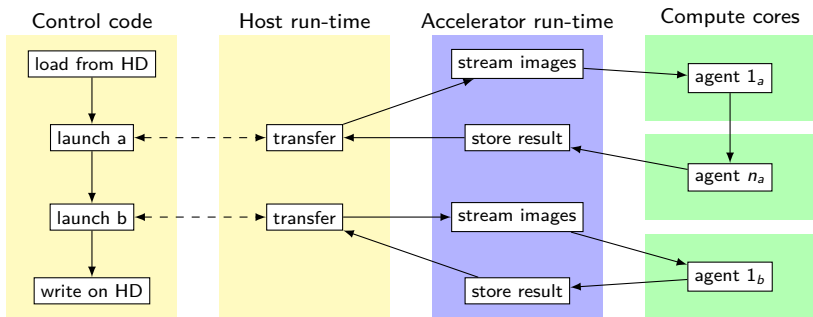 Control code
Host run-time
Accelerator run-time
Compute cores
load from HD
stream images
agent 1ₐ
launch a
transfer
store result
agent nₐ
launch b
transfer
stream images
write on HD
store result
agent 1_b